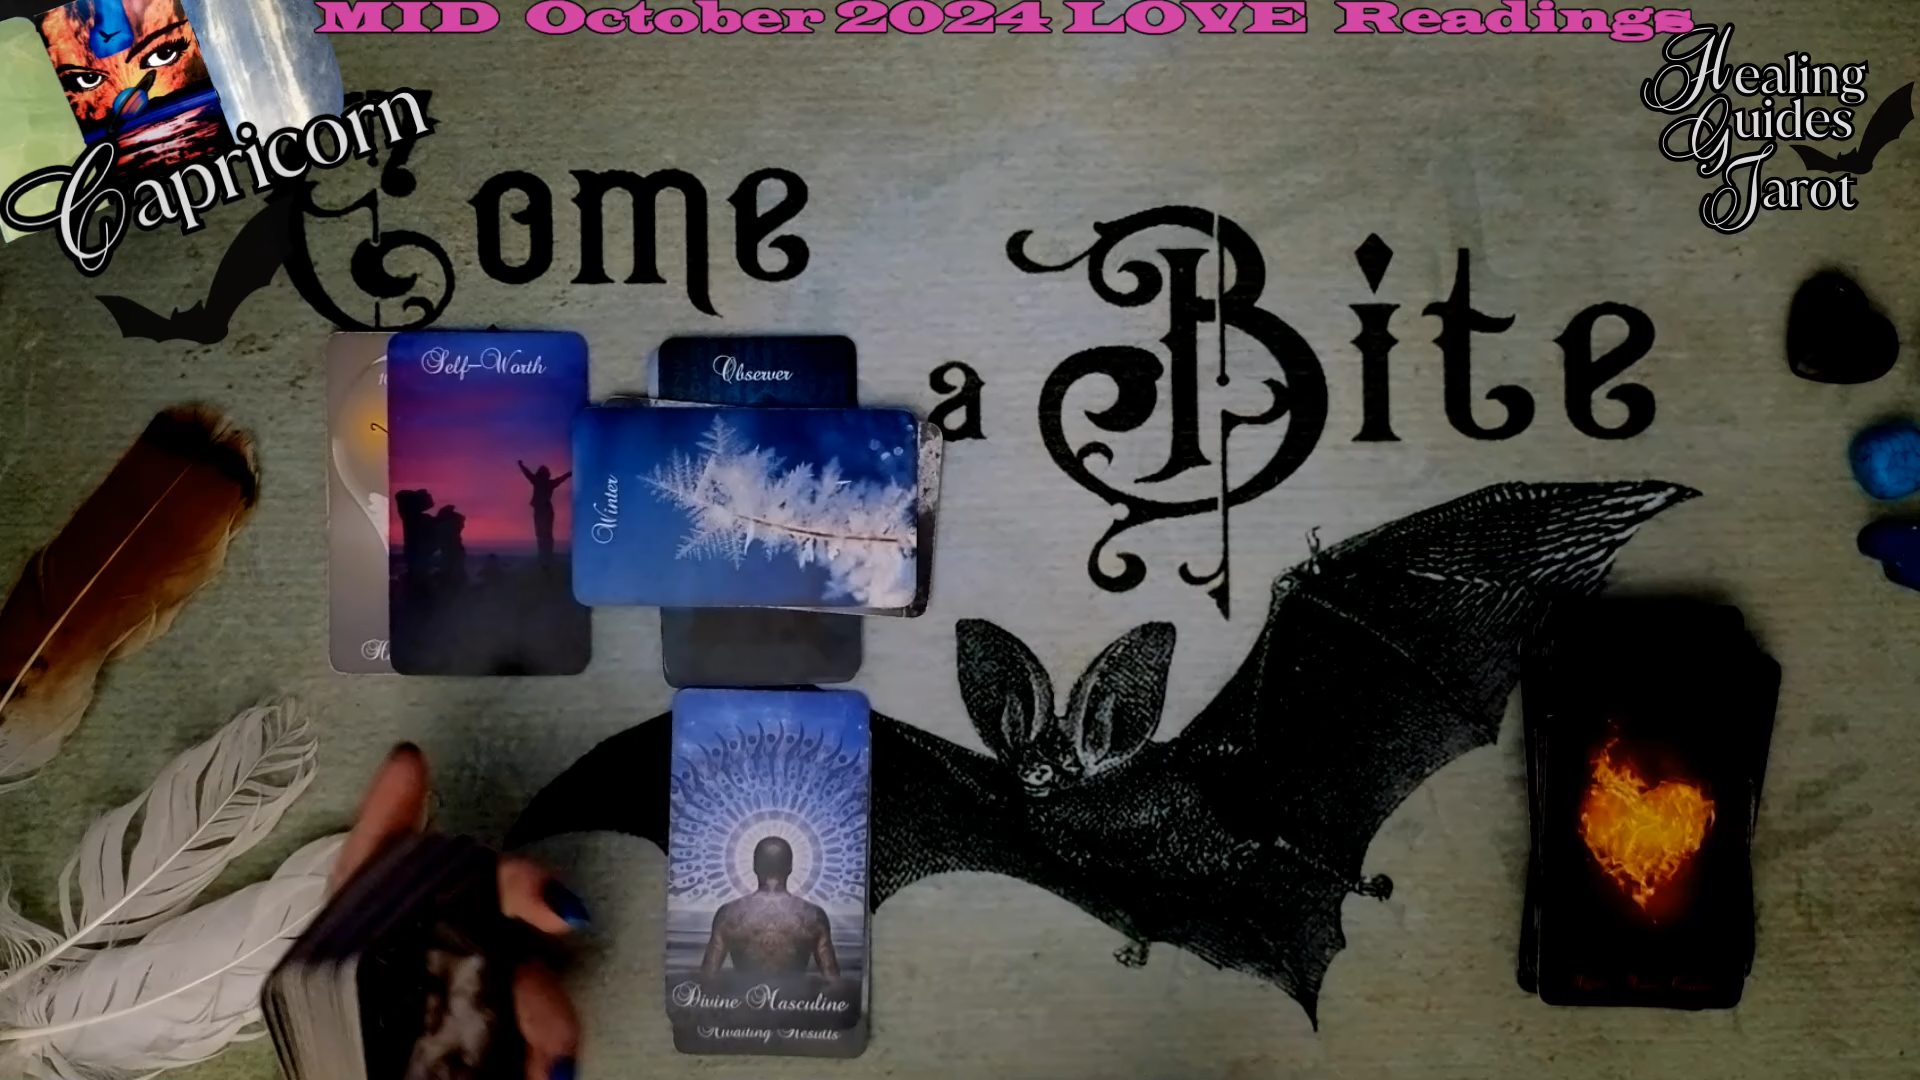 MID October 2024 LOVE Readings
Capricorn
Healing
Guides
Tarot
Come
a Bite
Self-Worth
Observer
Winter
Divine Masculine
Awaiting Results